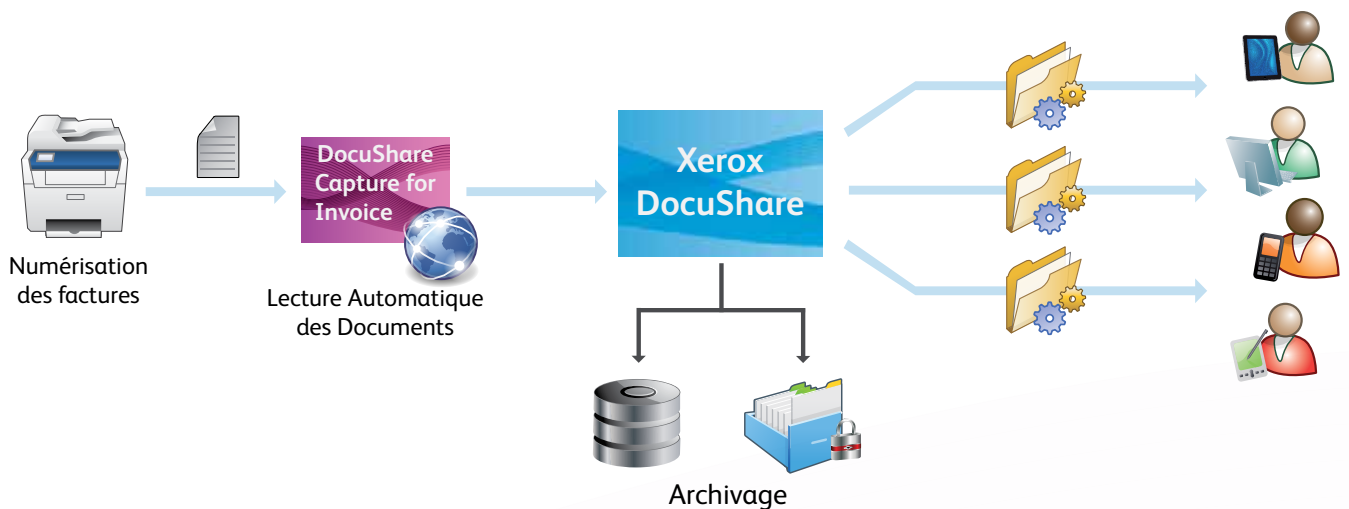 Numérisation
des factures
DocuShare
Capture for
Invoice
Lecture Automatique
des Documents
Xerox
DocuShare
Archivage